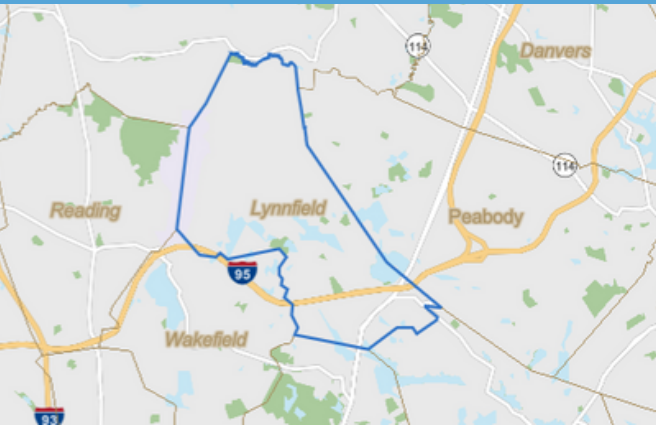 114
Danvers
114
Reading
Lynnfield
Peabody
95
Wakefield
93